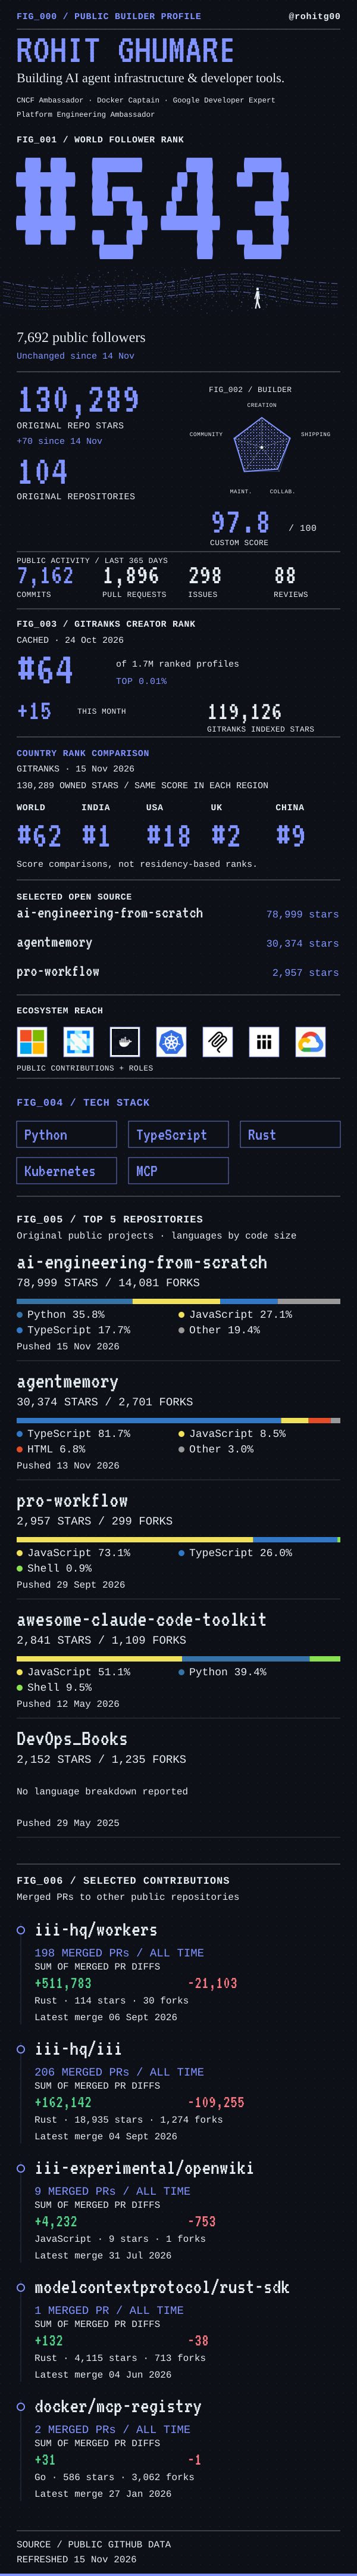 FIG_000 / PUBLIC BUILDER PROFILE @rohitg00
ROHIT GHUMARE
Building AI agent infrastructure & developer tools.
CNCF Ambassador · Docker Captain · Google Developer Expert
Platform Engineering Ambassador
FIG_001 / WORLD FOLLOWER RANK
#543
7,692 public followers
Unchanged since 14 Nov
130,289
ORIGINAL REPO STARS
+70 since 14 Nov
104
ORIGINAL REPOSITORIES
FIG_002 / BUILDER
CREATION
COMMUNITY SHIPPING
MAINT. COLLAB.
97.8 / 100
CUSTOM SCORE
PUBLIC ACTIVITY / LAST 365 DAYS
7,162 1,896 298 88
COMMITS PULL REQUESTS ISSUES REVIEWS
FIG_003 / GITRANKS CREATOR RANK
CACHED · 24 Oct 2026
#64 of 1.7M ranked profiles
TOP 0.01%
+15 THIS MONTH 119,126
GITRANKS INDEXED STARS
COUNTRY RANK COMPARISON
GITRANKS · 15 Nov 2026
130,289 OWNED STARS / SAME SCORE IN EACH REGION
WORLD INDIA USA UK CHINA
#62 #1 #18 #2 #9
Score comparisons, not residency-based ranks.
SELECTED OPEN SOURCE
ai-engineering-from-scratch 78,999 stars
agentmemory 30,374 stars
pro-workflow 2,957 stars
ECOSYSTEM REACH
PUBLIC CONTRIBUTIONS + ROLES
FIG_004 / TECH STACK
Python TypeScript Rust
Kubernetes MCP
FIG_005 / TOP 5 REPOSITORIES
Original public projects · languages by code size
ai-engineering-from-scratch
78,999 STARS / 14,081 FORKS
Python 35.8% JavaScript 27.1%
TypeScript 17.7% Other 19.4%
Pushed 15 Nov 2026
agentmemory
30,374 STARS / 2,701 FORKS
TypeScript 81.7% JavaScript 8.5%
HTML 6.8% Other 3.0%
Pushed 13 Nov 2026
pro-workflow
2,957 STARS / 299 FORKS
JavaScript 73.1% TypeScript 26.0%
Shell 0.9%
Pushed 29 Sept 2026
awesome-claude-code-toolkit
2,841 STARS / 1,109 FORKS
JavaScript 51.1% Python 39.4%
Shell 9.5%
Pushed 12 May 2026
DevOps_Books
2,152 STARS / 1,235 FORKS
No language breakdown reported
Pushed 29 May 2025
FIG_006 / SELECTED CONTRIBUTIONS
Merged PRs to other public repositories
iii-hq/workers
198 MERGED PRs / ALL TIME
SUM OF MERGED PR DIFFS
+511,783 -21,103
Rust · 114 stars · 30 forks
Latest merge 06 Sept 2026
iii-hq/iii
206 MERGED PRs / ALL TIME
SUM OF MERGED PR DIFFS
+162,142 -109,255
Rust · 18,935 stars · 1,274 forks
Latest merge 04 Sept 2026
iii-experimental/openwiki
9 MERGED PRs / ALL TIME
SUM OF MERGED PR DIFFS
+4,232 -753
JavaScript · 9 stars · 1 forks
Latest merge 31 Jul 2026
modelcontextprotocol/rust-sdk
1 MERGED PR / ALL TIME
SUM OF MERGED PR DIFFS
+132 -38
Rust · 4,115 stars · 713 forks
Latest merge 04 Jun 2026
docker/mcp-registry
2 MERGED PRs / ALL TIME
SUM OF MERGED PR DIFFS
+31 -1
Go · 586 stars · 3,062 forks
Latest merge 27 Jan 2026
SOURCE / PUBLIC GITHUB DATA
REFRESHED 15 Nov 2026